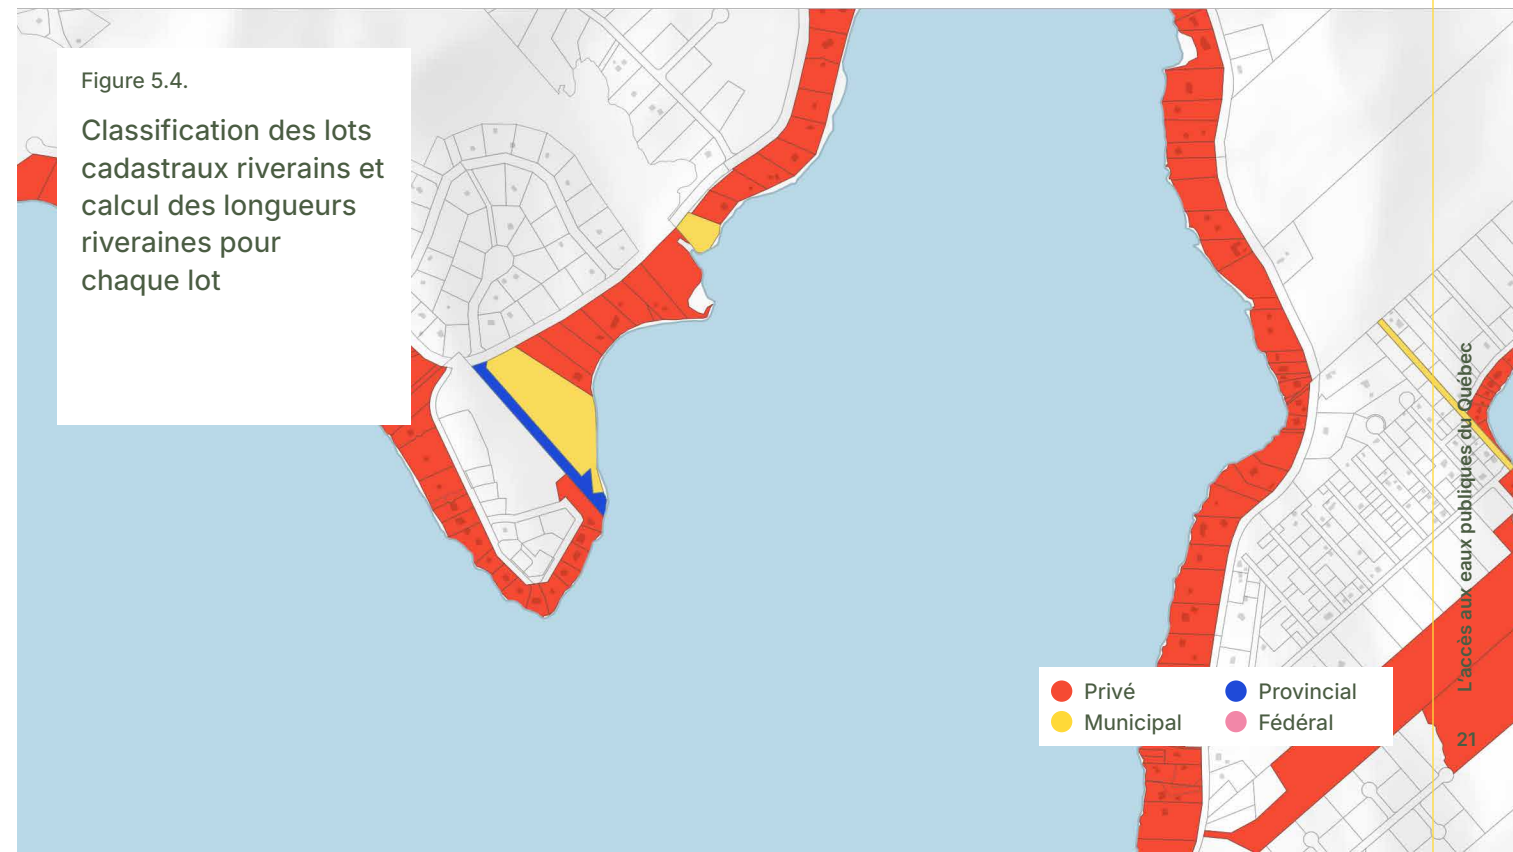 Figure 5.4.
Classification des lots
cadastraux riverains et
calcul des longueurs
riveraines pour
chaque lot
Privé
Municipal
Provincial
Fédéral
L'accès aux eaux publiques du Québec
21